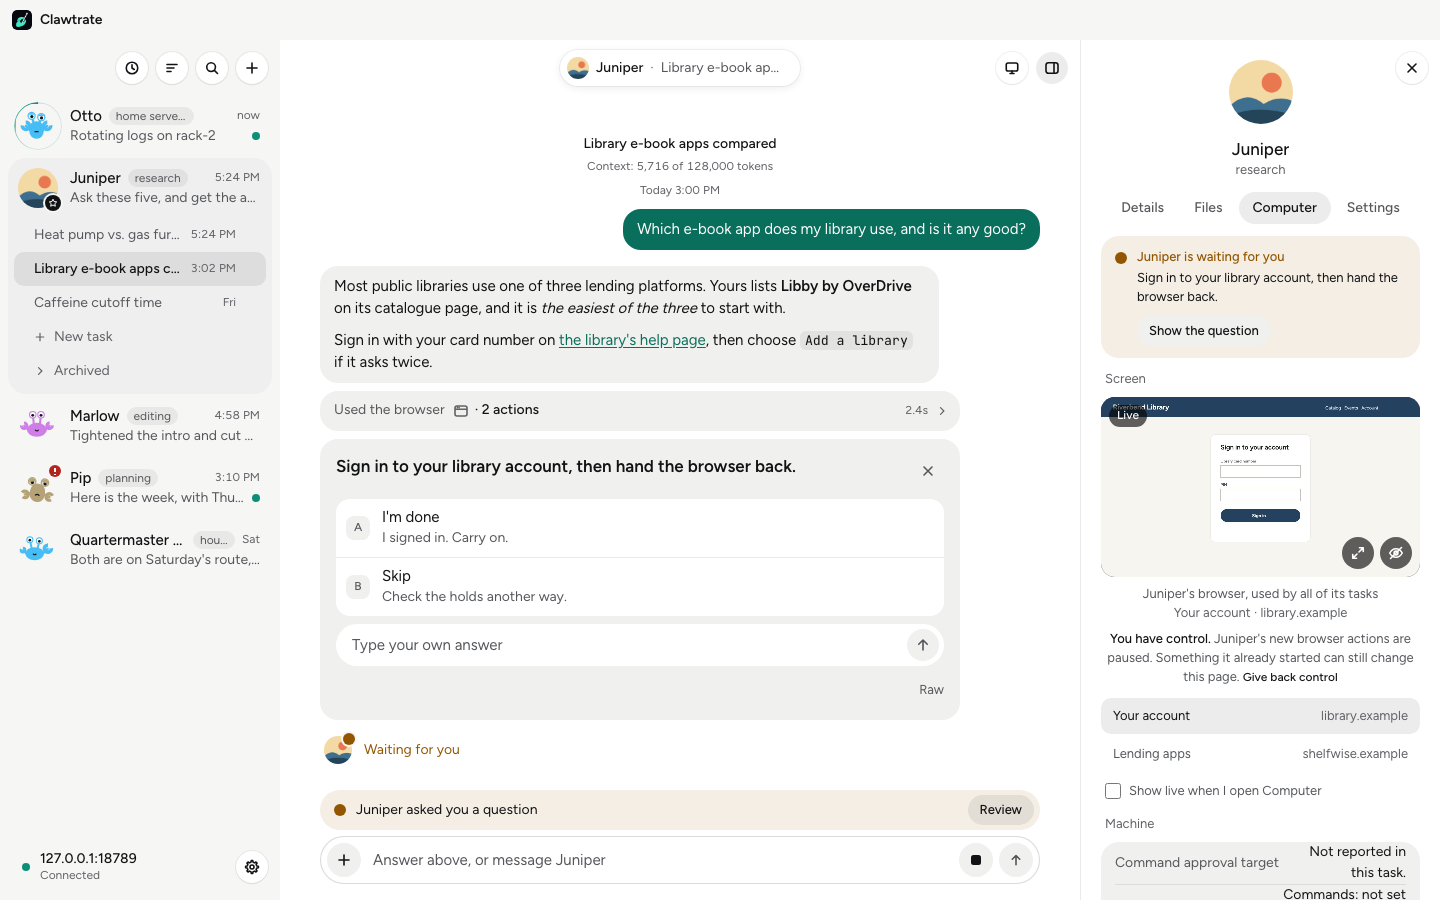 Clawtrate
Otto
home serve...
now
Rotating logs on rack-2
Juniper
research
5:24 PM
Ask these five, and get the a...
Heat pump vs. gas fur...
5:24 PM
Library e-book apps c...
3:02 PM
Caffeine cutoff time
Fri
New task
Archived
Marlow
editing
4:58 PM
Tightened the intro and cut ...
Pip
planning
3:10 PM
Here is the week, with Thu...
Quartermaster ...
hou...
Sat
Both are on Saturday's route,...
127.0.0.1:18789
Connected
Juniper · Library e-book ap...
Library e-book apps compared
Context: 5,716 of 128,000 tokens
Today 3:00 PM
Which e-book app does my library use, and is it any good?
Most public libraries use one of three lending platforms. Yours lists Libby by OverDrive
on its catalogue page, and it is the easiest of the three to start with.
Sign in with your card number on the library's help page, then choose Add a library
if it asks twice.
Used the browser · 2 actions
2.4s
Sign in to your library account, then hand the browser back.
A
I'm done
I signed in. Carry on.
B
Skip
Check the holds another way.
Type your own answer
Raw
Waiting for you
Juniper asked you a question
Review
Answer above, or message Juniper
Juniper
research
Details
Files
Computer
Settings
Juniper is waiting for you
Sign in to your library account, then hand the
browser back.
Show the question
Screen
Library
Catalog Events Account
Live
Sign in to your account
Library card number
PIN
Sign in
Juniper's browser, used by all of its tasks
Your account · library.example
You have control. Juniper's new browser actions are
paused. Something it already started can still change
this page. Give back control
Your account
library.example
Lending apps
shelfwise.example
Show live when I open Computer
Machine
Command approval target
Not reported in
this task.
Commands: not set